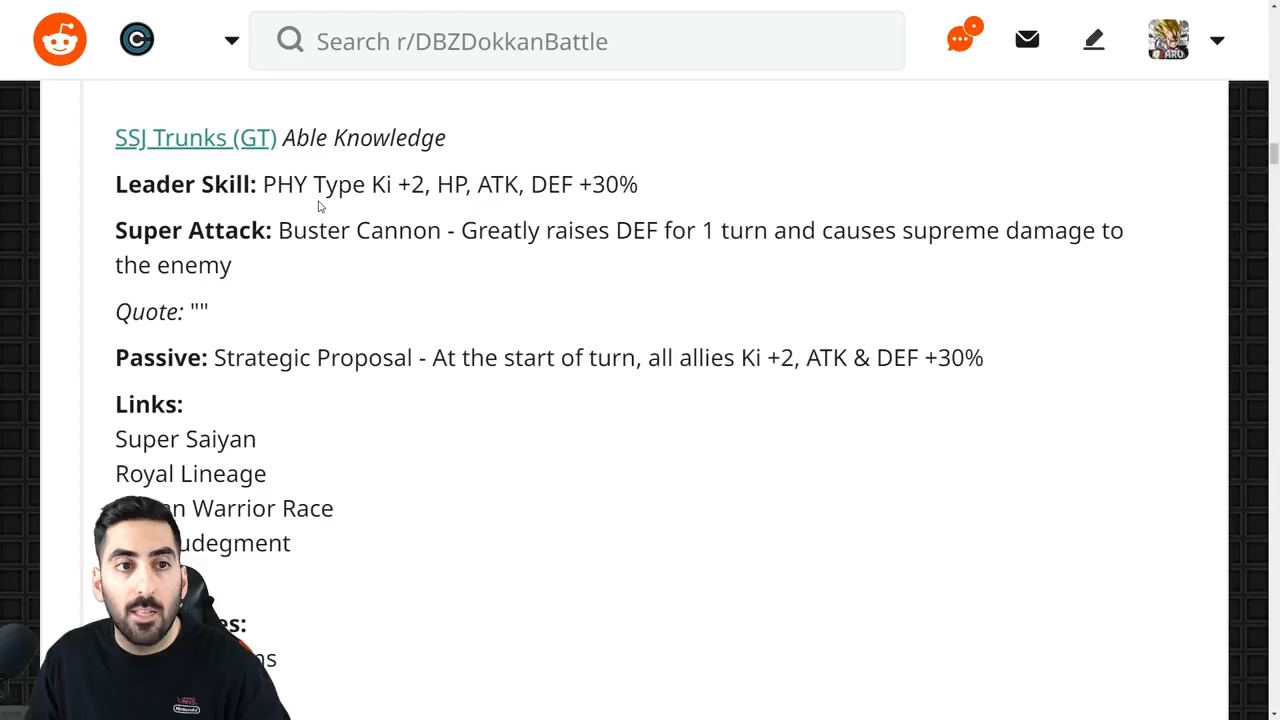 Search r/DBZDokkanBattle
SSJ Trunks (GT) Able Knowledge
Leader Skill: PHY Type Ki +2, HP, ATK, DEF +30%
Super Attack: Buster Cannon - Greatly raises DEF for 1 turn and causes supreme damage to
the enemy
Quote: ""
Passive: Strategic Proposal - At the start of turn, all allies Ki +2, ATK & DEF +30%
Links:
Super Saiyan
Royal Lineage
Warrior Race